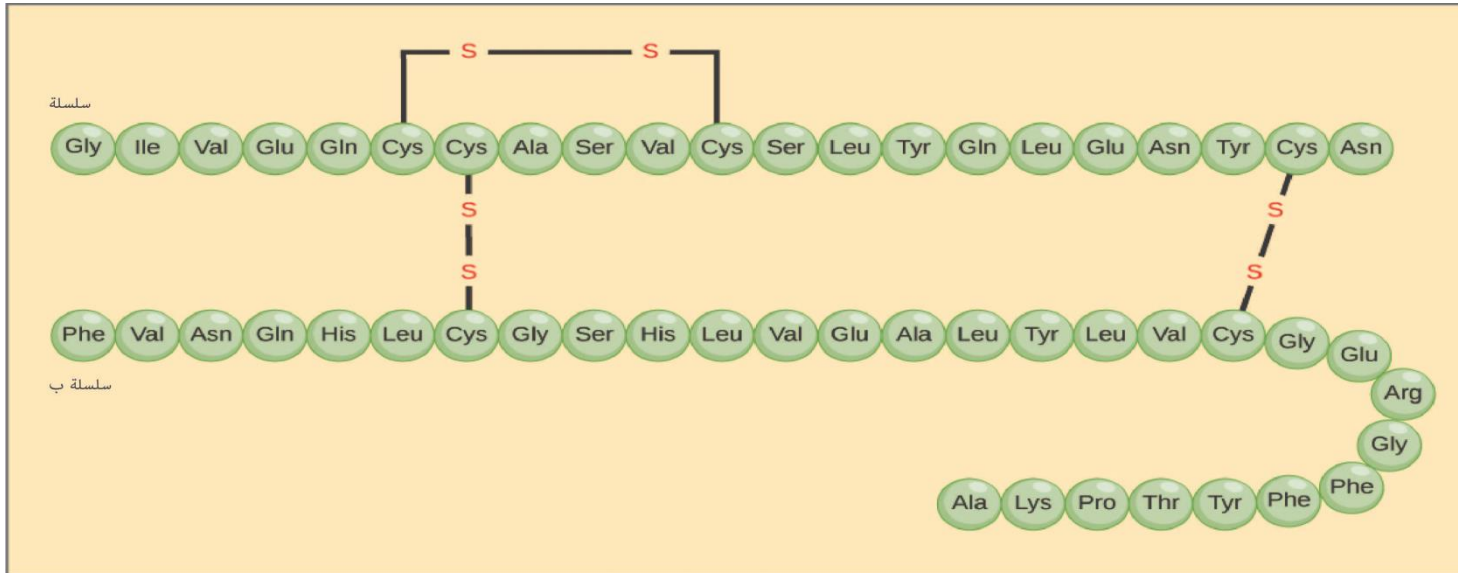 S S
سلسلة
Gly Ile Val Glu Gln Cys Cys Ala Ser Val Cys Ser Leu Tyr Gln Leu Glu Asn Tyr Cys Asn
S S
S S
Phe Val Asn Gln His Leu Cys Gly Ser His Leu Val Glu Ala Leu Tyr Leu Val Cys Gly Glu
سلسلة ب
Arg
Gly
Ala Lys Pro Thr Tyr Phe Phe